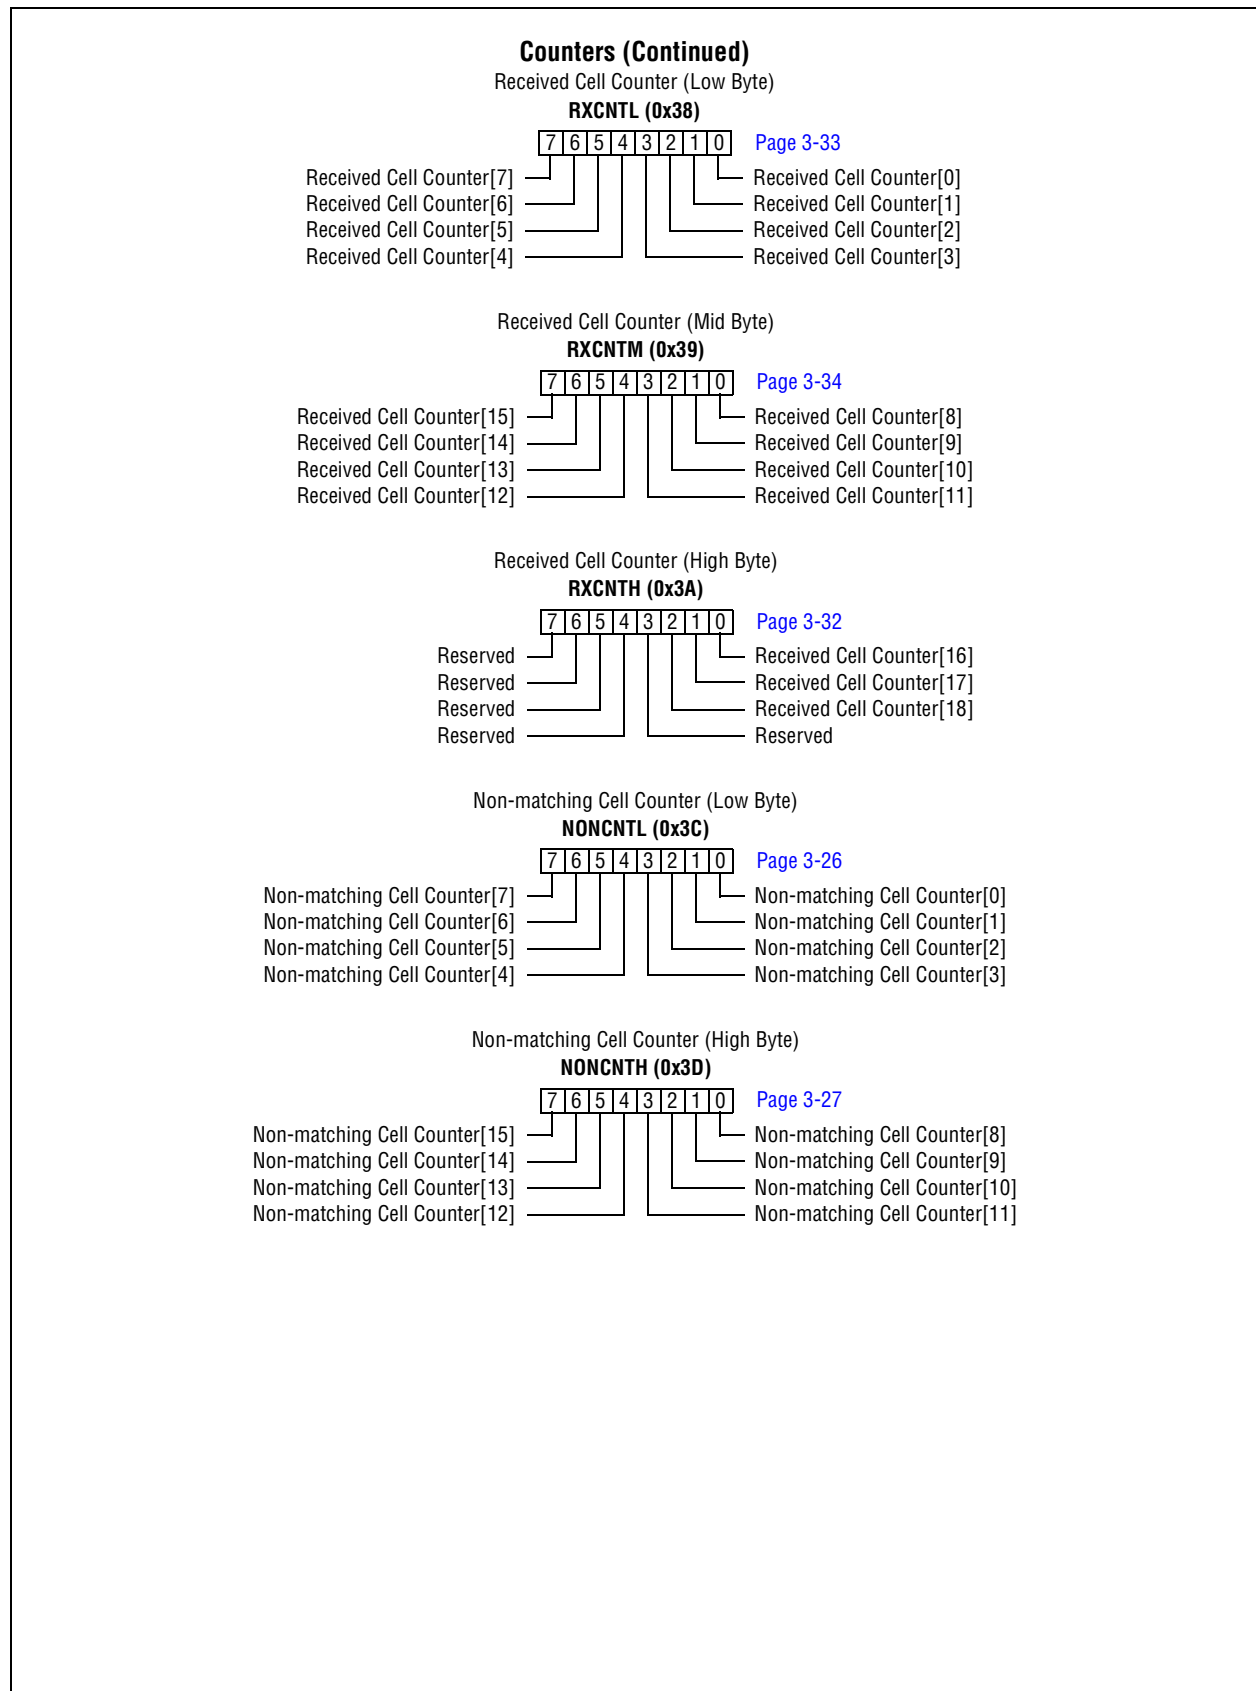 Counters (Continued)
Received Cell Counter (Low Byte)
RXCNTL (0x38)
7 6 5 4 3 2 1 0 Page 3-33
Received Cell Counter[7] Received Cell Counter[0]
Received Cell Counter[6] Received Cell Counter[1]
Received Cell Counter[5] Received Cell Counter[2]
Received Cell Counter[4] Received Cell Counter[3]
Received Cell Counter (Mid Byte)
RXCNTM (0x39)
7 6 5 4 3 2 1 0 Page 3-34
Received Cell Counter[15] Received Cell Counter[8]
Received Cell Counter[14] Received Cell Counter[9]
Received Cell Counter[13] Received Cell Counter[10]
Received Cell Counter[12] Received Cell Counter[11]
Received Cell Counter (High Byte)
RXCNTH (0x3A)
7 6 5 4 3 2 1 0 Page 3-32
Reserved Received Cell Counter[16]
Reserved Received Cell Counter[17]
Reserved Received Cell Counter[18]
Reserved Reserved
Non-matching Cell Counter (Low Byte)
NONCNTL (0x3C)
7 6 5 4 3 2 1 0 Page 3-26
Non-matching Cell Counter[7] Non-matching Cell Counter[0]
Non-matching Cell Counter[6] Non-matching Cell Counter[1]
Non-matching Cell Counter[5] Non-matching Cell Counter[2]
Non-matching Cell Counter[4] Non-matching Cell Counter[3]
Non-matching Cell Counter (High Byte)
NONCNTH (0x3D)
7 6 5 4 3 2 1 0 Page 3-27
Non-matching Cell Counter[15] Non-matching Cell Counter[8]
Non-matching Cell Counter[14] Non-matching Cell Counter[9]
Non-matching Cell Counter[13] Non-matching Cell Counter[10]
Non-matching Cell Counter[12] Non-matching Cell Counter[11]